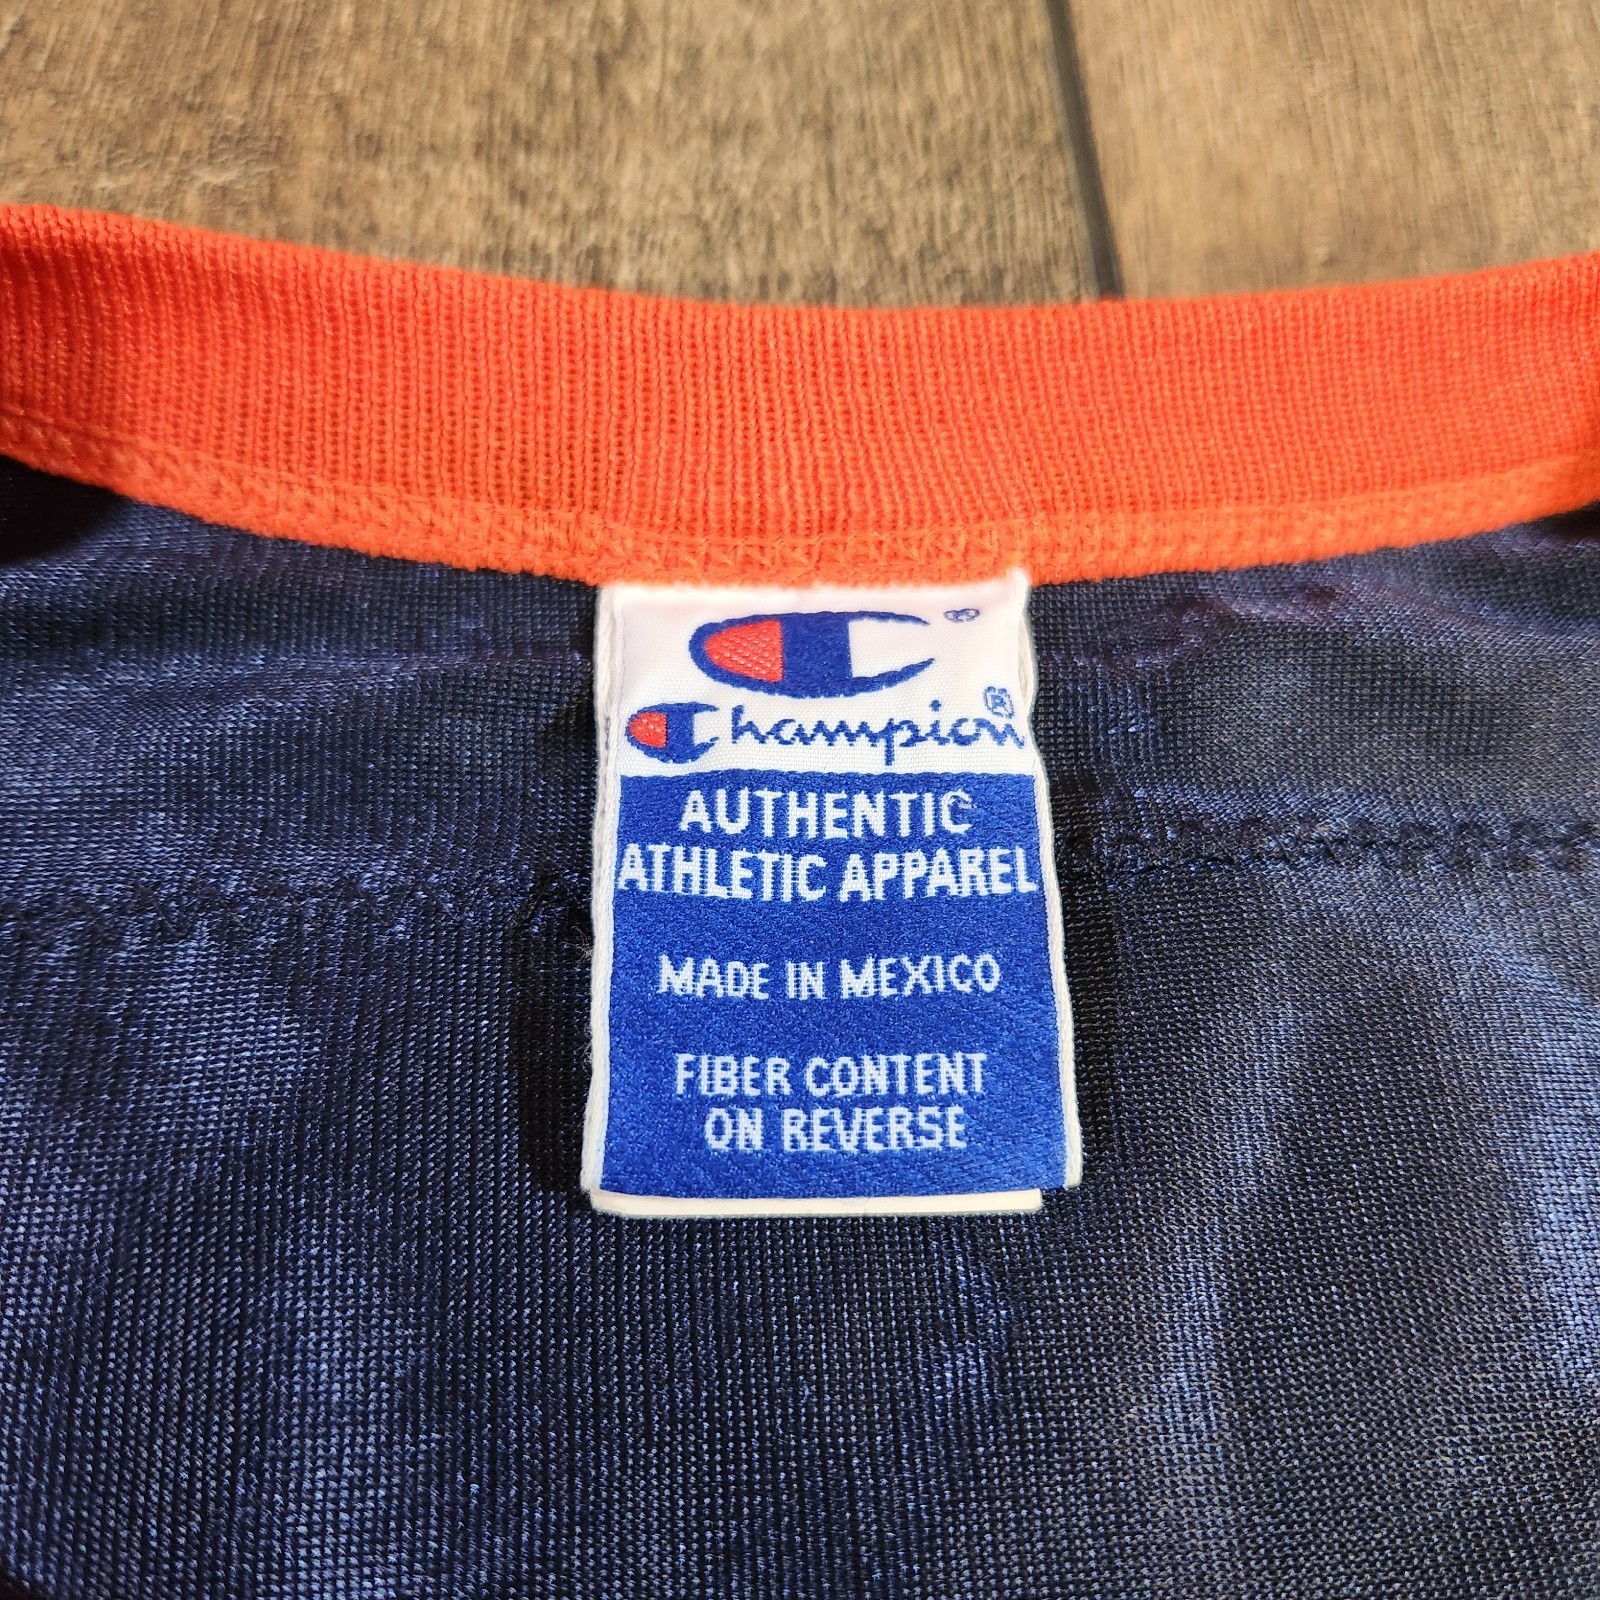 Champion®
AUTHENTIC
ATHLETIC APPAREL
MADE IN MEXICO
FIBER CONTENT
ON REVERSE